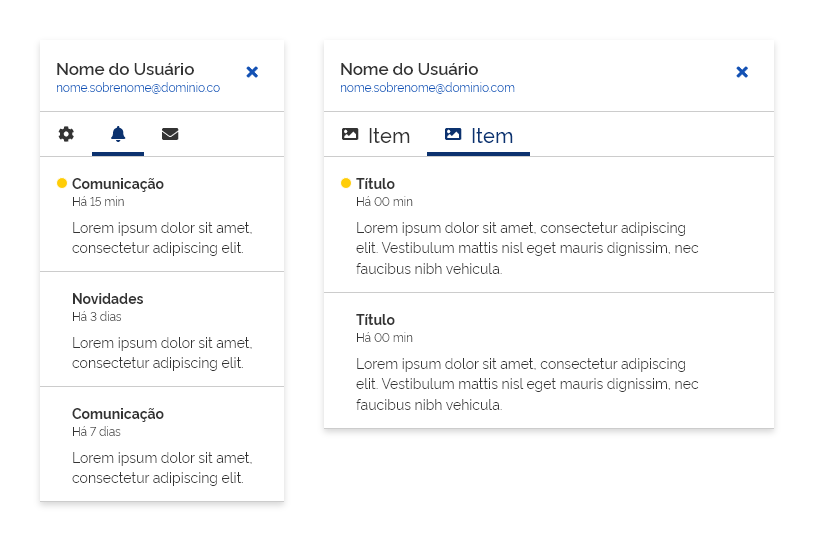 Nome do Usuário
nome.sobrenome@dominio.co
Comunicação
Há 15 min
Lorem ipsum dolor sit amet,
consectetur adipiscing elit.
Novidades
Há 3 dias
Lorem ipsum dolor sit amet,
consectetur adipiscing elit.
Comunicação
Há 7 dias
Lorem ipsum dolor sit amet,
consectetur adipiscing elit.
Nome do Usuário
nome.sobrenome@dominio.com
Item Item
Título
Há 00 min
Lorem ipsum dolor sit amet, consectetur adipiscing
elit. Vestibulum mattis nisl eget mauris dignissim, nec
faucibus nibh vehicula.
Título
Há 00 min
Lorem ipsum dolor sit amet, consectetur adipiscing
elit. Vestibulum mattis nisl eget mauris dignissim, nec
faucibus nibh vehicula.